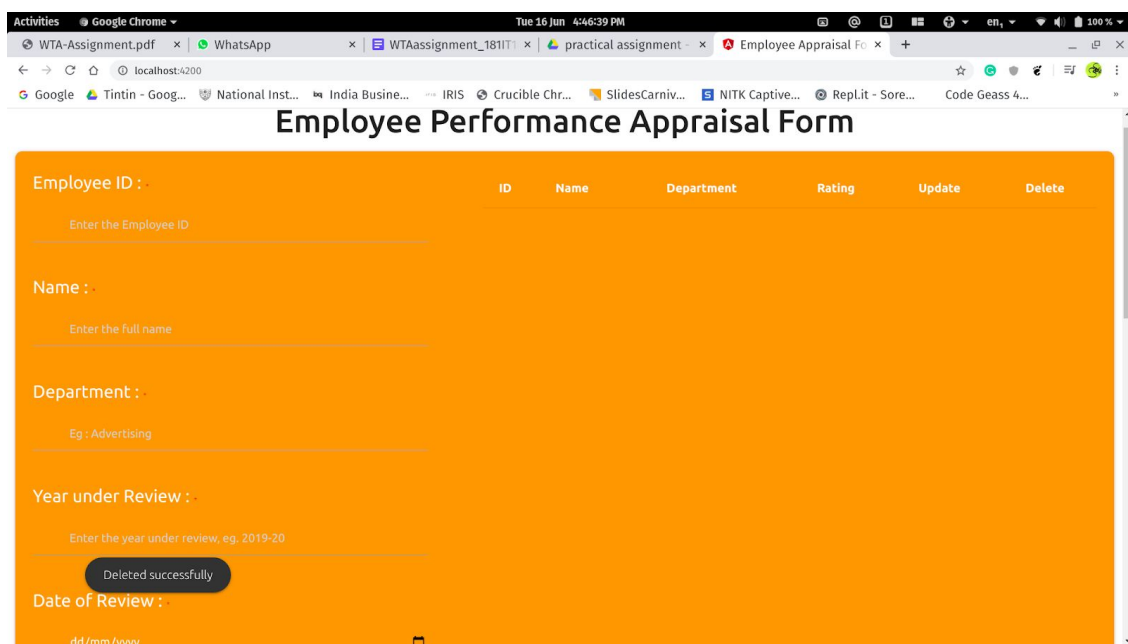 Activities Google Chrome Tue 16 Jun 4:46:39 PM en1 100 %
WTA-Assignment.pdf WhatsApp WTAassignment_181IT1 practical assignment - Employee Appraisal Fo
localhost:4200
Google Tintin - Goog... National Inst... India Busine... IRIS Crucible Chr... SlidesCarniv... NITK Captive... Repl.it - Sore... Code Geass 4... »
Employee Performance Appraisal Form
Employee ID :
ID Name Department Rating Update Delete
Enter the Employee ID
Name :
Enter the full name
Department :
Eg : Advertising
Year under Review :
Enter the year under review, eg. 2019-20
Deleted successfully
Date of Review :
dd/mm/yyyy